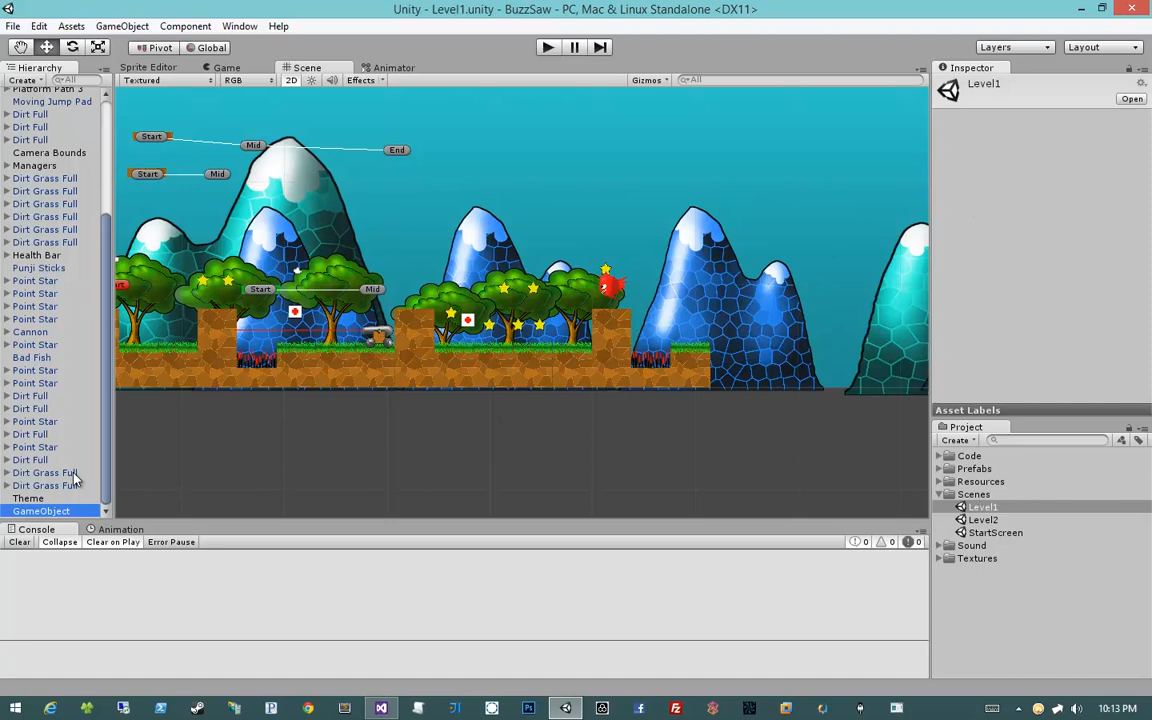 Unity - Level1.unity - BuzzSaw - PC, Mac & Linux Standalone <DX11>
File Edit Assets GameObject Component Window Help
Pivot Global Layers Layout
Hierarchy Sprite Editor Game Scene Animator Inspector
Create All Textured RGB 2D Effects Gizmos All Level1
Open
Platform Path 3
Moving Jump Pad
Dirt Full
Dirt Full
Dirt Full
Camera Bounds
Managers
Dirt Grass Full
Dirt Grass Full
Dirt Grass Full
Dirt Grass Full
Dirt Grass Full
Dirt Grass Full
Health Bar
Punji Sticks
Point Star
Point Star
Point Star
Point Star
Cannon
Point Star
Bad Fish
Point Star
Point Star
Dirt Full
Dirt Full
Point Star
Dirt Full
Point Star
Dirt Full
Dirt Grass Full
Dirt Grass Full
Theme
GameObject
Start Mid End
Start Mid
Start Mid
Asset Labels
Project
Create
Code
Prefabs
Resources
Scenes
Level1
Level2
StartScreen
Sound
Textures
Console Animation
Clear Collapse Clear on Play Error Pause 0 0 0
10:13 PM